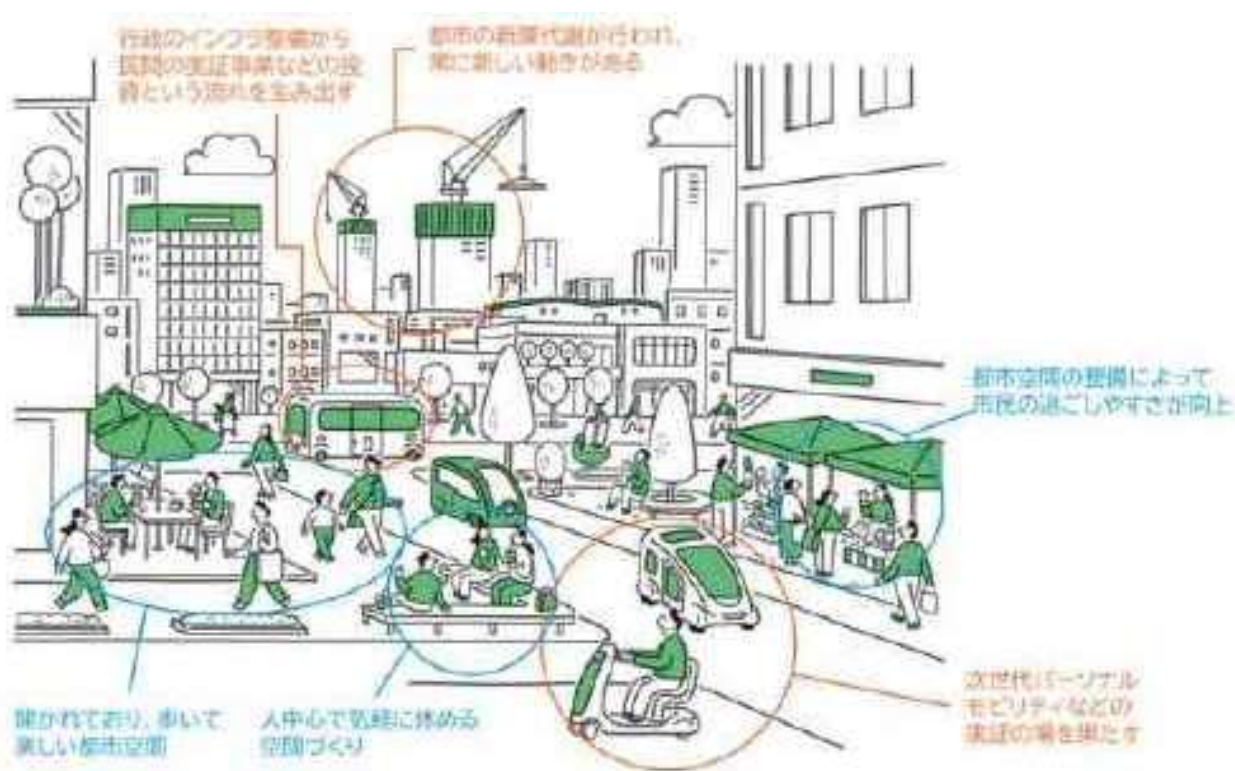 行政のインフラ整備から
民間の実証事業などの投
資という流れを生み出す
都市の新陳代謝が行われ、
常に新しい動きがある
都市空間の整備によって
市民の過ごしやすさが向上
開かれており、歩いて
楽しい都市空間
人中心で気軽に休める
空間づくり
次世代パーソナル
モビリティなどの
実証の場を果たす